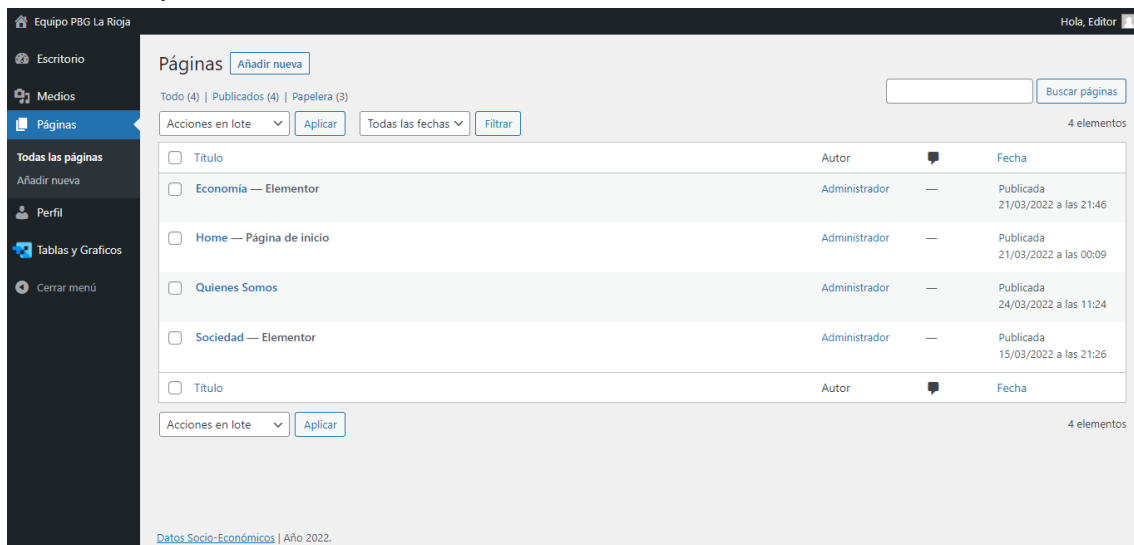 Equipo PBG La Rioja
Hola, Editor
Escritorio
Medios
Páginas
Todas las páginas
Añadir nueva
Perfil
Tablas y Graficos
Cerrar menú
Páginas Añadir nueva
Todo (4) | Publicados (4) | Papelera (3)
Buscar páginas
Acciones en lote Aplicar Todas las fechas Filtrar
4 elementos
Título Autor Fecha
Economía — Elementor Administrador — Publicada
21/03/2022 a las 21:46
Home — Página de inicio Administrador — Publicada
21/03/2022 a las 00:09
Quienes Somos Administrador — Publicada
24/03/2022 a las 11:24
Sociedad — Elementor Administrador — Publicada
15/03/2022 a las 21:26
Título Autor Fecha
Acciones en lote Aplicar
4 elementos
Datos Socio-Económicos | Año 2022.